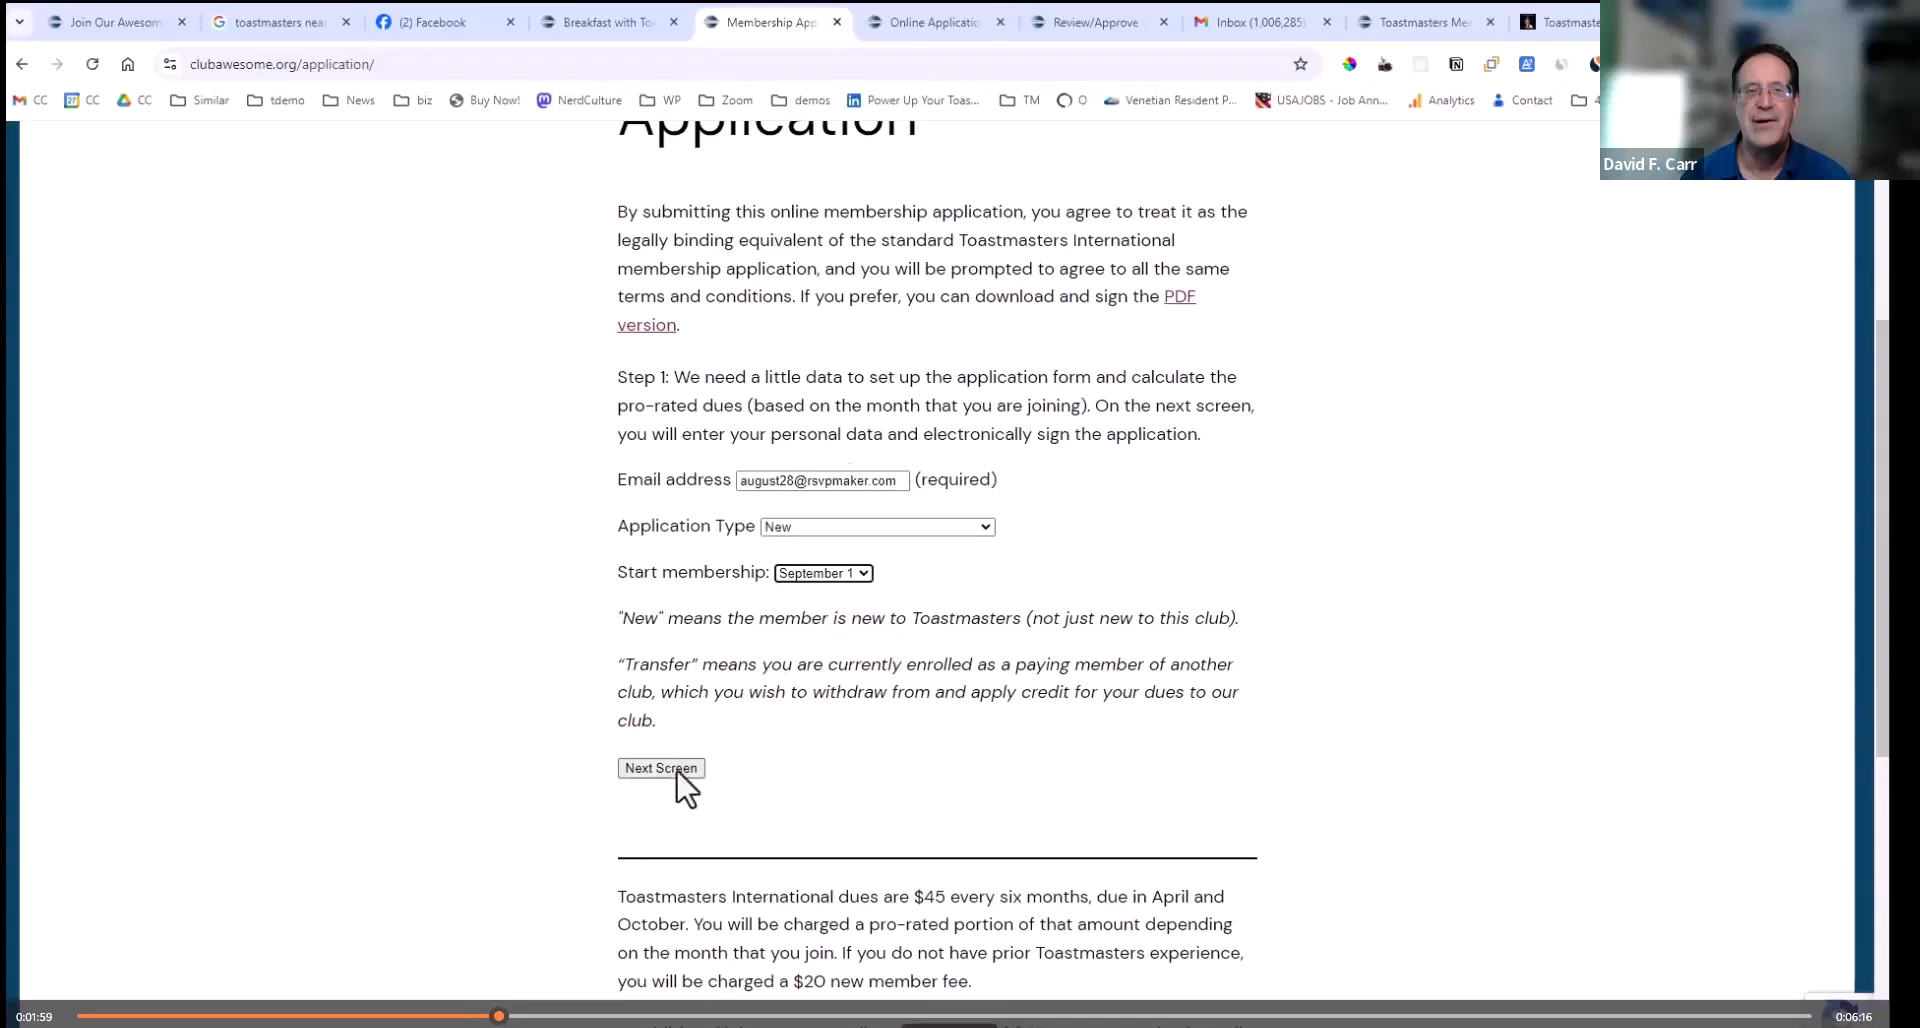 Join Our Awesom
toastmasters nea
(2) Facebook
Breakfast with To
Membership App
Online Applicatio
Review/Approve
Inbox (1,006,285)
Toastmasters Me
Toastmaste
clubawesome.org/application/
CC
CC
CC
Similar
tdemo
News
biz
Buy Now!
NerdCulture
WP
Zoom
demos
Power Up Your Toas...
TM
O
Venetian Resident P...
USAJOBS - Job Ann...
Analytics
Contact
4
David F. Carr
Application
By submitting this online membership application, you agree to treat it as the
legally binding equivalent of the standard Toastmasters International
membership application, and you will be prompted to agree to all the same
terms and conditions. If you prefer, you can download and sign the PDF
version.
Step 1: We need a little data to set up the application form and calculate the
pro-rated dues (based on the month that you are joining). On the next screen,
you will enter your personal data and electronically sign the application.
Email address august28@rsvpmaker.com (required)
Application Type New
Start membership: September 1
"New" means the member is new to Toastmasters (not just new to this club).
“Transfer” means you are currently enrolled as a paying member of another
club, which you wish to withdraw from and apply credit for your dues to our
club.
Next Screen
Toastmasters International dues are $45 every six months, due in April and
October. You will be charged a pro-rated portion of that amount depending
on the month that you join. If you do not have prior Toastmasters experience,
you will be charged a $20 new member fee.
0:01:59
0:06:16